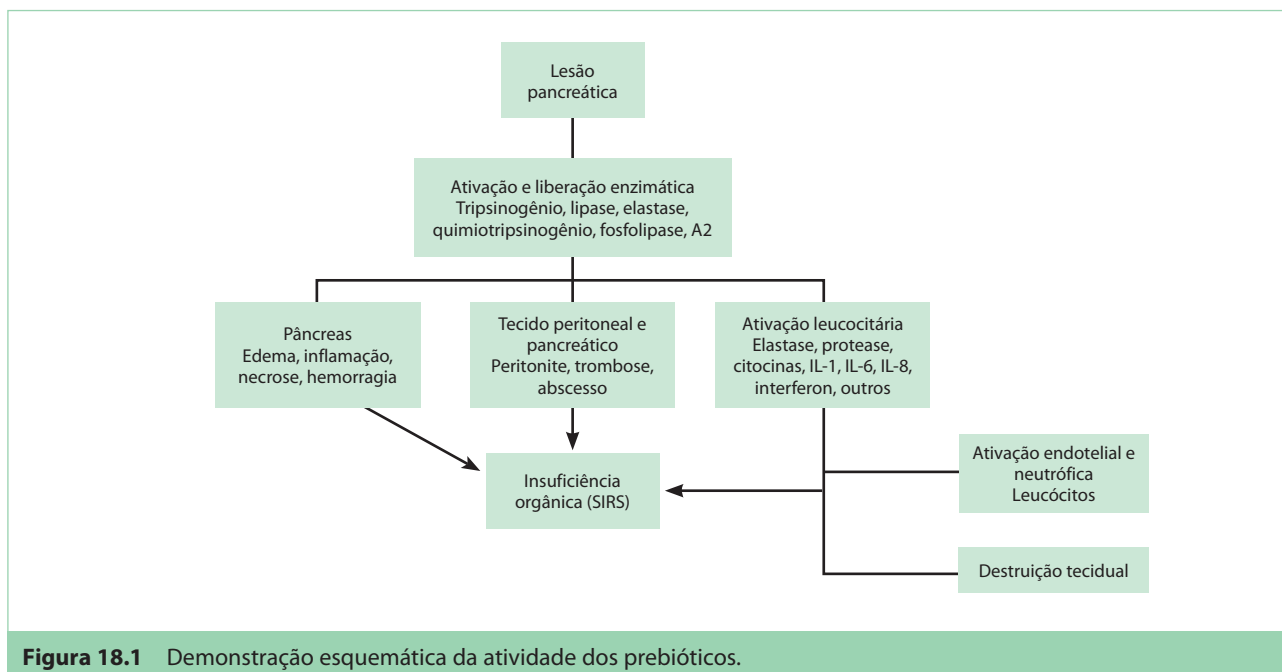 Lesão
pancreática
Ativação e liberação enzimática
Tripsinogênio, lipase, elastase,
quimiotripsinogênio, fosfolipase, A2
Pâncreas
Edema, inflamação,
necrose, hemorragia
Tecido peritoneal e
pancreático
Peritonite, trombose,
abscesso
Ativação leucocitária
Elastase, protease,
citocinas, IL-1, IL-6, IL-8,
interferon, outros
Insuficiência
orgânica (SIRS)
Ativação endotelial e
neutrófica
Leucócitos
Destruição tecidual
Figura 18.1 Demonstração esquemática da atividade dos prebióticos.